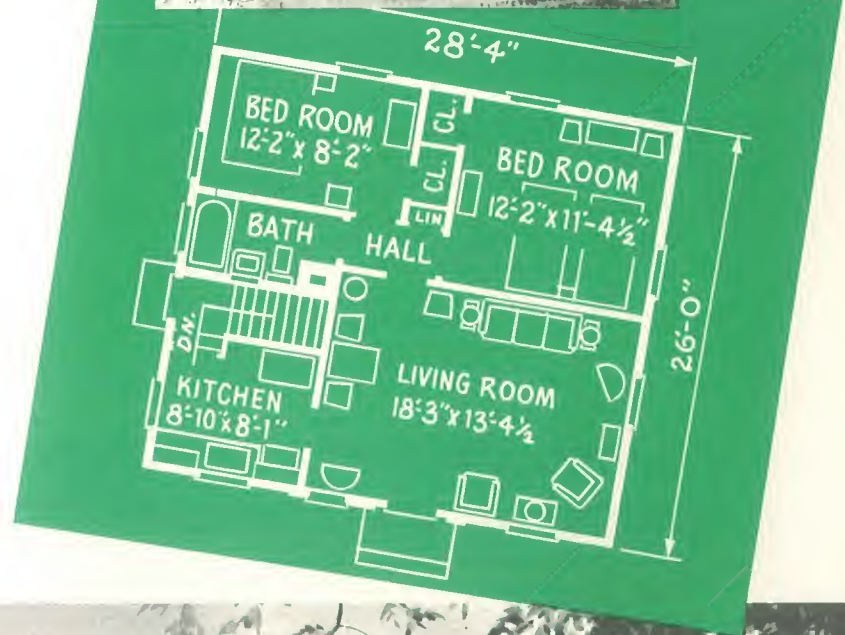 28'-4"
BED ROOM
12'-2" x 8'-2"
CL.
CL.
LIN
BED ROOM
12'-2" x 11'-4½"
BATH
HALL
26'-0"
DN.
KITCHEN
8'-10" x 8'-1"
LIVING ROOM
18'-3" x 13'-4½